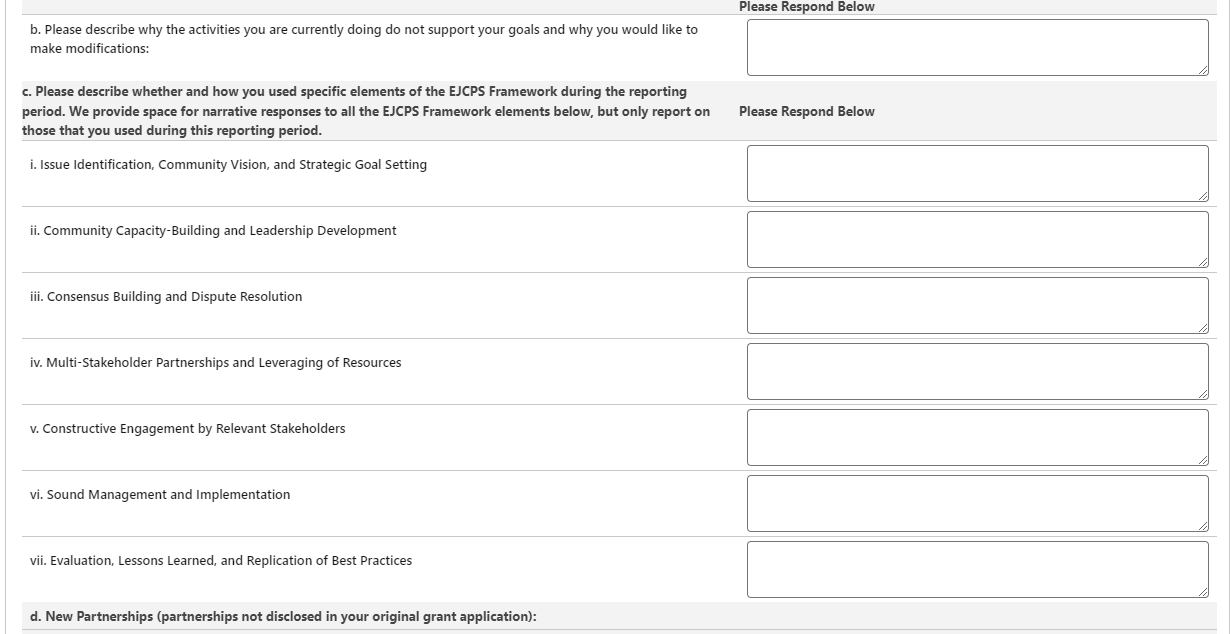 Please Respond Below
b. Please describe why the activities you are currently doing do not support your goals and why you would like to
make modifications:
c. Please describe whether and how you used specific elements of the EJCPS Framework during the reporting
period. We provide space for narrative responses to all the EJCPS Framework elements below, but only report on
those that you used during this reporting period.
Please Respond Below
i. Issue Identification, Community Vision, and Strategic Goal Setting
ii. Community Capacity-Building and Leadership Development
iii. Consensus Building and Dispute Resolution
iv. Multi-Stakeholder Partnerships and Leveraging of Resources
v. Constructive Engagement by Relevant Stakeholders
vi. Sound Management and Implementation
vii. Evaluation, Lessons Learned, and Replication of Best Practices
d. New Partnerships (partnerships not disclosed in your original grant application):